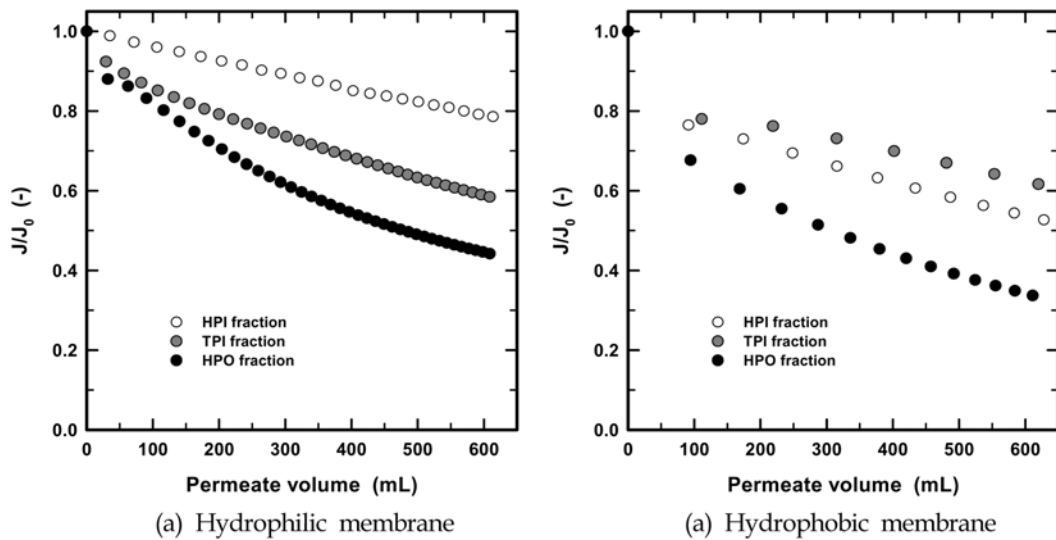 1.0
0.8
0.6
0.4
0.2
0.0
J/J0 (-)
HPI fraction
TPI fraction
HPO fraction
0 100 200 300 400 500 600
Permeate volume (mL)
(a) Hydrophilic membrane
1.0
0.8
0.6
0.4
0.2
0.0
J/J0 (-)
HPI fraction
TPI fraction
HPO fraction
0 100 200 300 400 500 600
Permeate volume (mL)
(a) Hydrophobic membrane